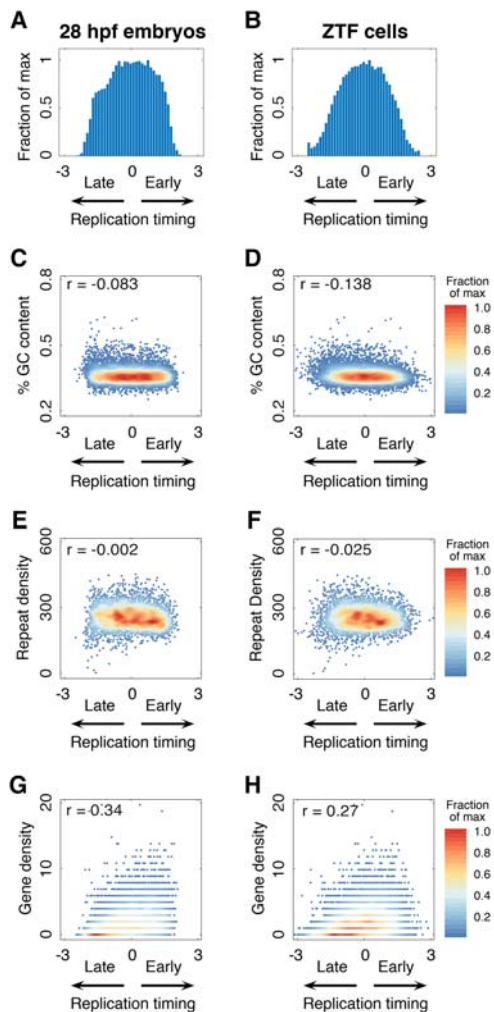 A
28 hpf embryos
Fraction of max
1
0.5
0
-3
0
3
Late
Early
Replication timing
B
ZTF cells
Fraction of max
1
0.5
0
-3
0
3
Late
Early
Replication timing
C
r = -0.083
% GC content
0.8
0.5
0.2
-3
0
3
Late
Early
Replication timing
D
r = -0.138
% GC content
0.8
0.5
0.2
-3
0
3
Late
Early
Replication timing
Fraction
of max
1.0
0.8
0.6
0.4
0.2
E
r = -0.002
Repeat density
600
300
0
-3
0
3
Late
Early
Replication timing
F
r = -0.025
Repeat Density
600
300
0
-3
0
3
Late
Early
Replication timing
Fraction
of max
1.0
0.8
0.6
0.4
0.2
G
r = 0.34
Gene density
20
10
0
-3
0
3
Late
Early
Replication timing
H
r = 0.27
Gene density
20
10
0
-3
0
3
Late
Early
Replication timing
Fraction
of max
1.0
0.8
0.6
0.4
0.2